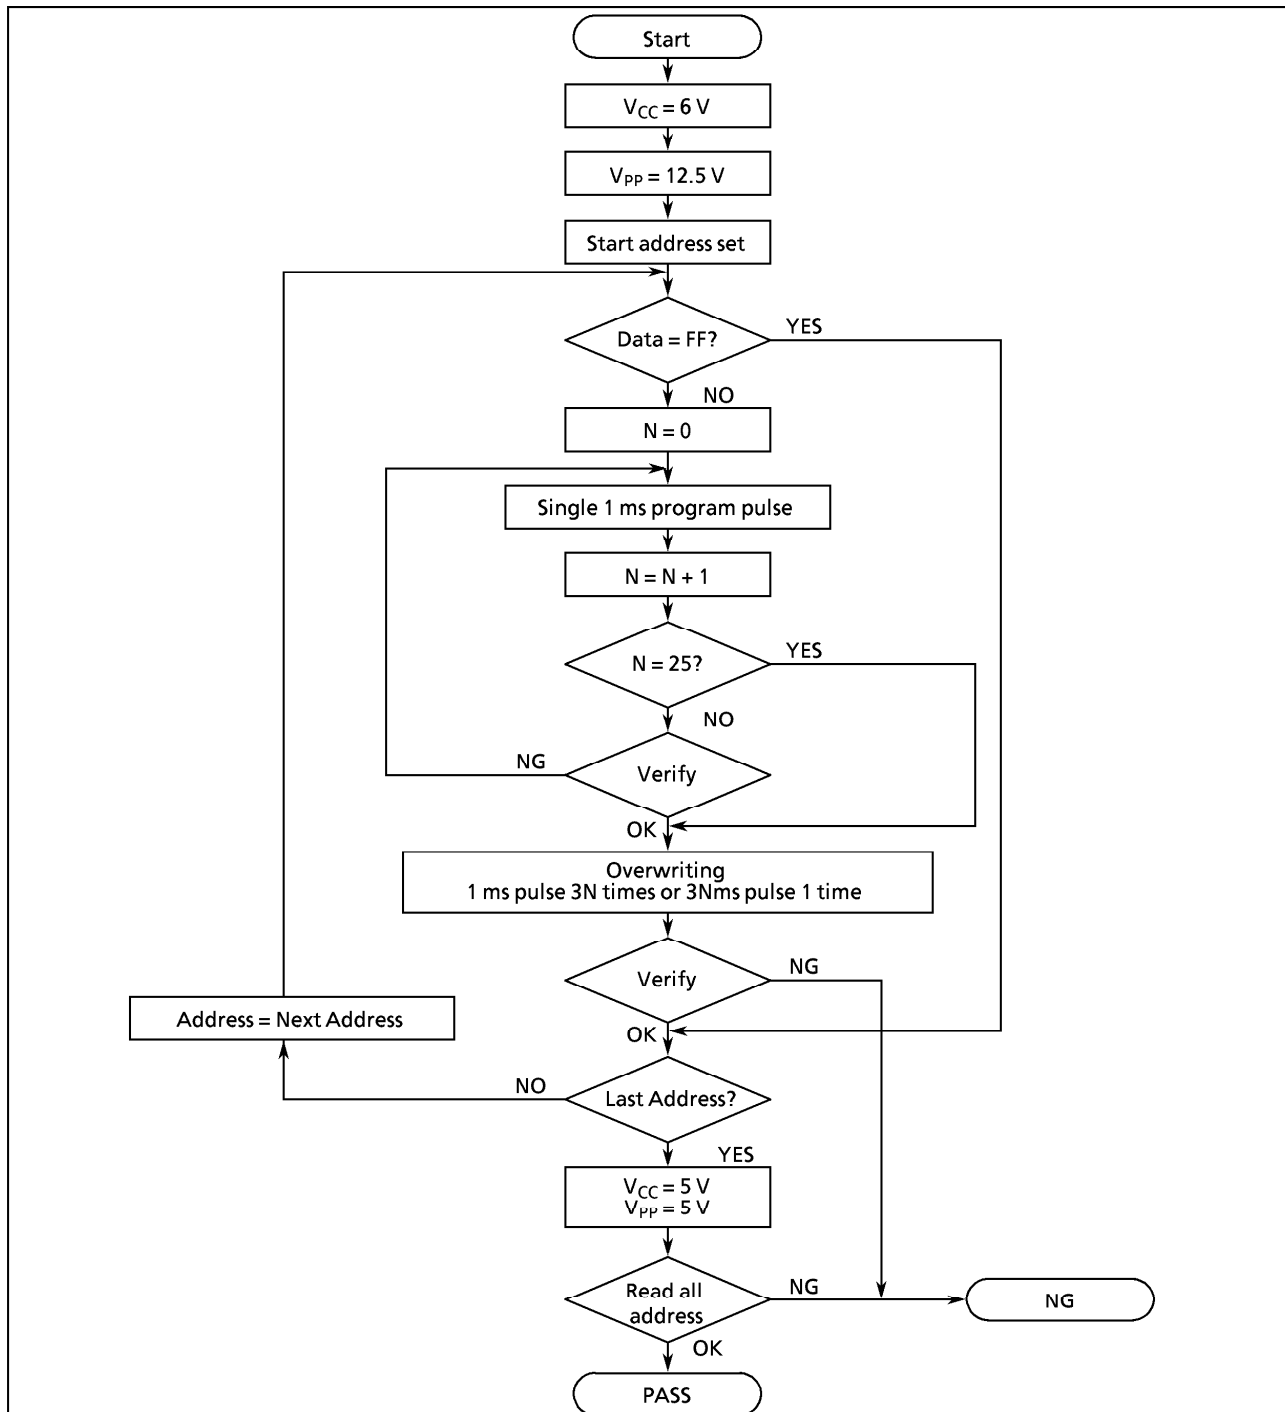 Start
VCC = 6 V
VPP = 12.5 V
Start address set
Data = FF?
YES
NO
N = 0
Single 1 ms program pulse
N = N + 1
N = 25?
YES
NO
NG
Verify
OK
Overwriting
1 ms pulse 3N times or 3Nms pulse 1 time
Verify
NG
Address = Next Address
OK
NO
Last Address?
YES
VCC = 5 V
VPP = 5 V
Read all
address
NG
NG
OK
PASS